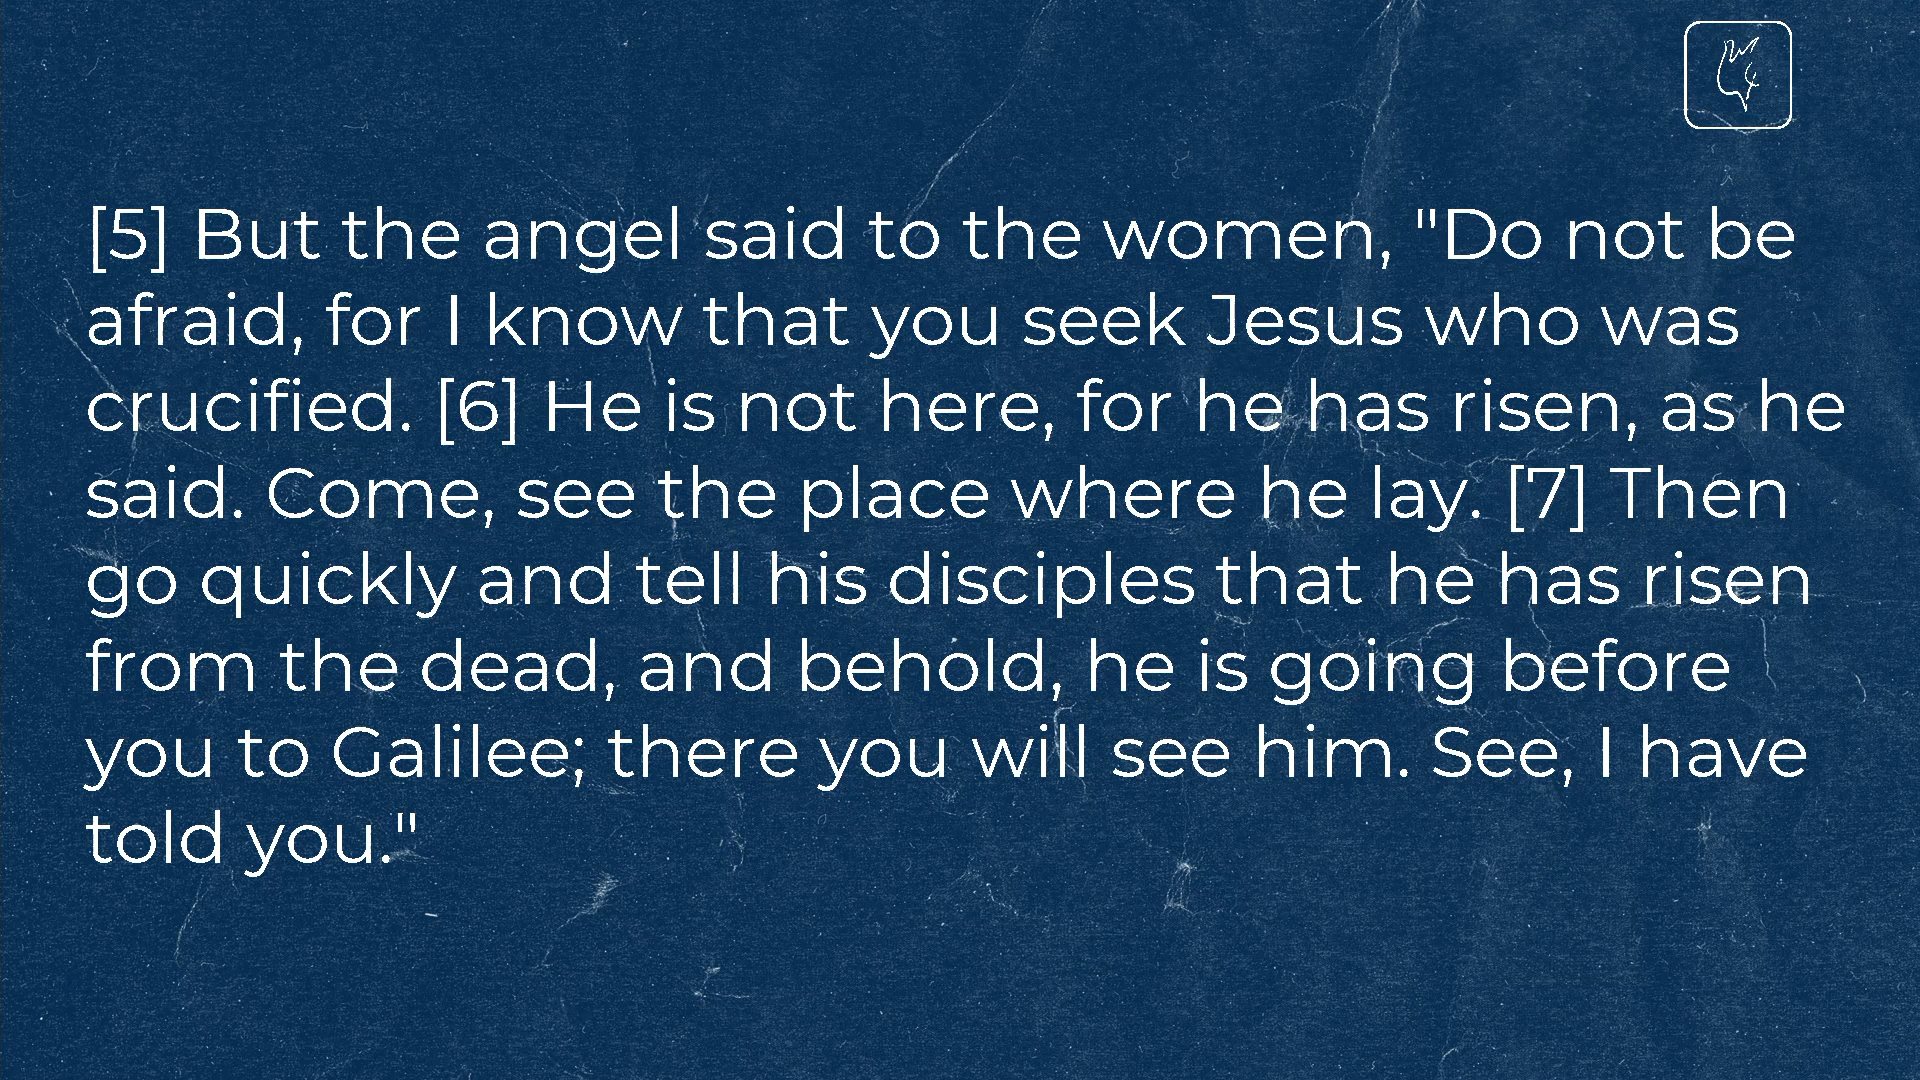 [5] But the angel said to the women, "Do not be
afraid, for I know that you seek Jesus who was
crucified. [6] He is not here, for he has risen, as he
said. Come, see the place where he lay. [7] Then
go quickly and tell his disciples that he has risen
from the dead, and behold, he is going before
you to Galilee; there you will see him. See, I have
told you."